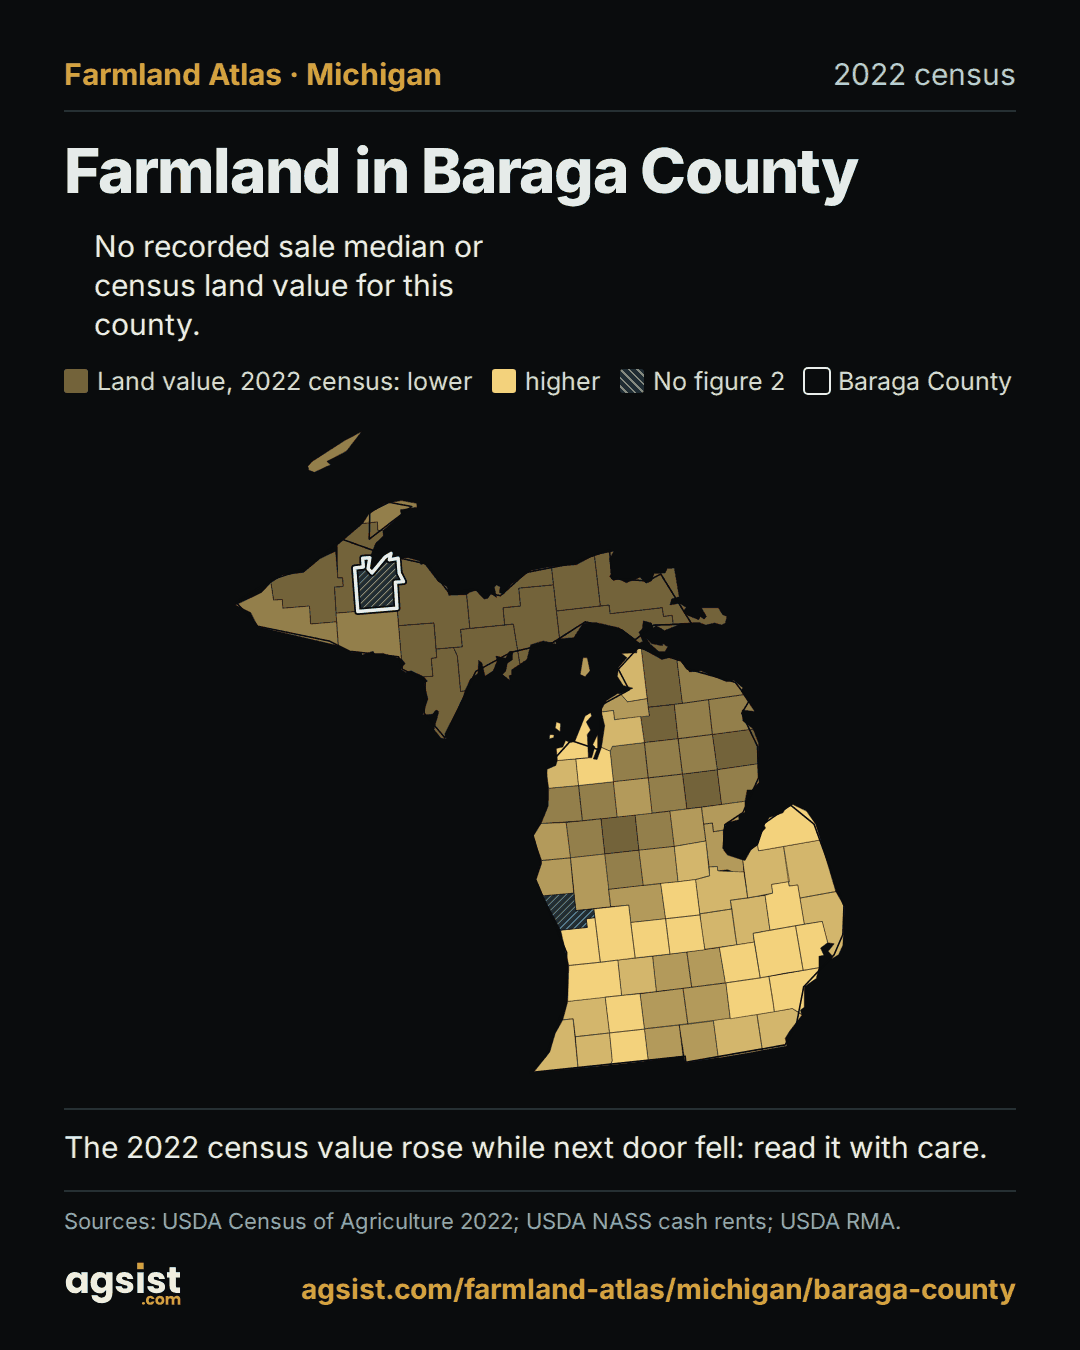 Farmland Atlas · Michigan
2022 census
Farmland in Baraga County
No recorded sale median or
census land value for this
county.
Land value, 2022 census: lower
higher
No figure 2
Baraga County
The 2022 census value rose while next door fell: read it with care.
Sources: USDA Census of Agriculture 2022; USDA NASS cash rents; USDA RMA.
agsist
.com
agsist.com/farmland-atlas/michigan/baraga-county